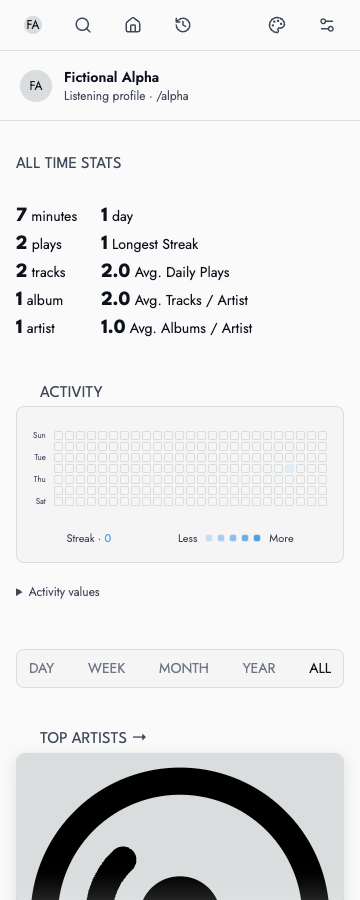 FA
FA
Fictional Alpha
Listening profile · /alpha
ALL TIME STATS
7 minutes
1 day
2 plays
1 Longest Streak
2 tracks
2.0 Avg. Daily Plays
1 album
2.0 Avg. Tracks / Artist
1 artist
1.0 Avg. Albums / Artist
ACTIVITY
Sun
Tue
Thu
Sat
Streak · 0
Less
More
Activity values
DAY WEEK MONTH YEAR ALL
TOP ARTISTS →